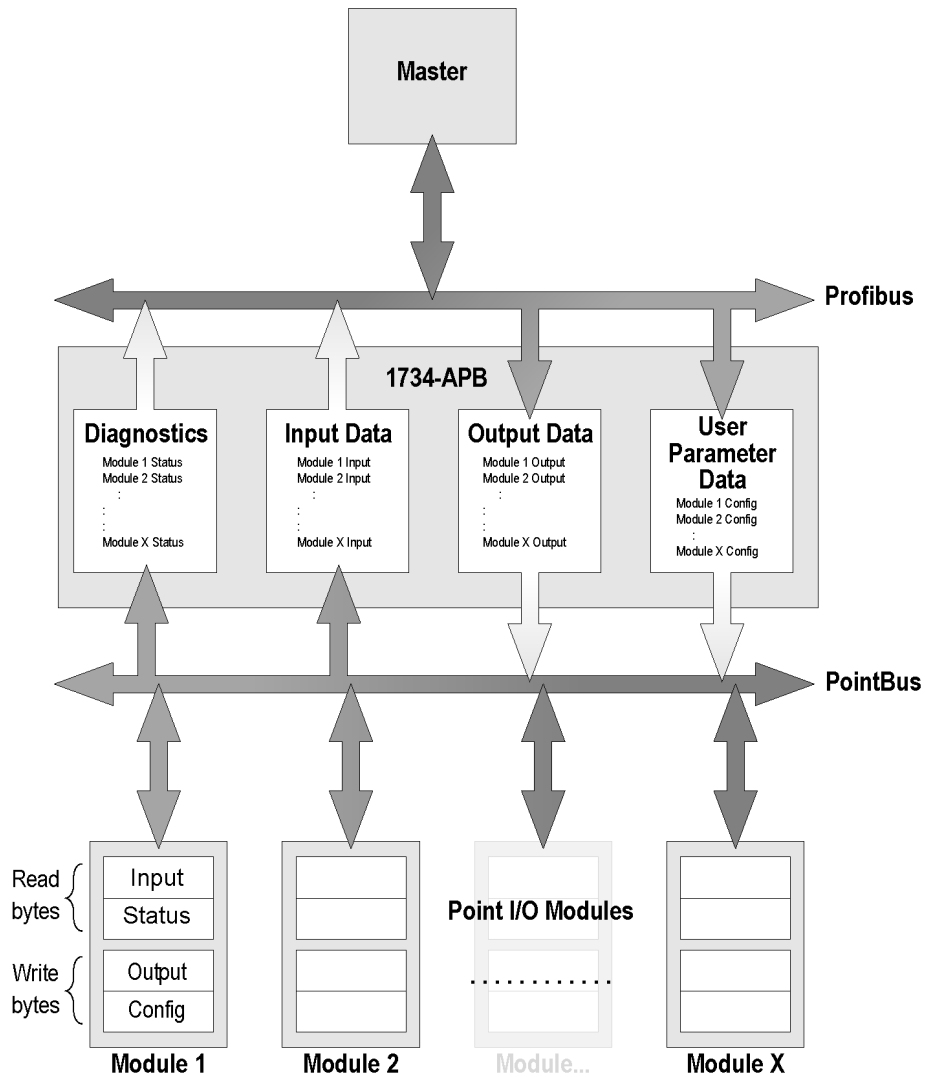 Master
Profibus
1734-APB
Diagnostics
Module 1 Status
Module 2 Status
:
:
:
:
Module X Status
Input Data
Module 1 Input
Module 2 Input
:
:
:
:
Module X Input
Output Data
Module 1 Output
Module 2 Output
:
:
:
:
Module X Output
User
Parameter
Data
Module 1 Config
Module 2 Config
:
Module X Config
PointBus
Read
bytes
Input
Status
Write
bytes
Output
Config
Point I/O Modules
Module 1
Module 2
Module...
Module X